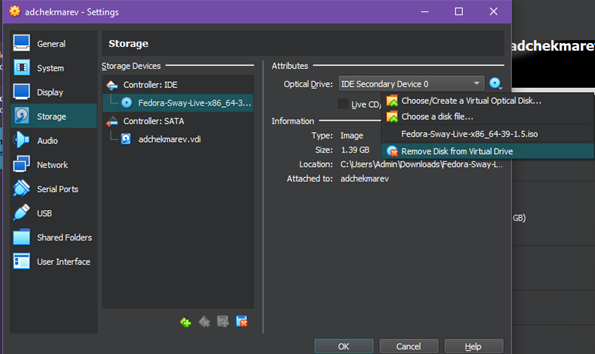 adchekmarev - Settings
General
System
Display
Storage
Audio
Network
Serial Ports
USB
Shared Folders
User Interface
Storage
Storage Devices
Controller: IDE
Fedora-Sway-Live-x86_64-3...
Controller: SATA
adchekmarev.vdi
Attributes
Optical Drive: IDE Secondary Device 0
Live CD/
Choose/Create a Virtual Optical Disk...
Choose a disk file...
Fedora-Sway-Live-x86_64-39-1.5.iso
Remove Disk from Virtual Drive
Information
Type: Image
Size: 1.39 GB
Location: C:\Users\Admin\Downloads\Fedora-Sway-L...
Attached to: adchekmarev
OK
Cancel
Help
adchekmarev
GB)